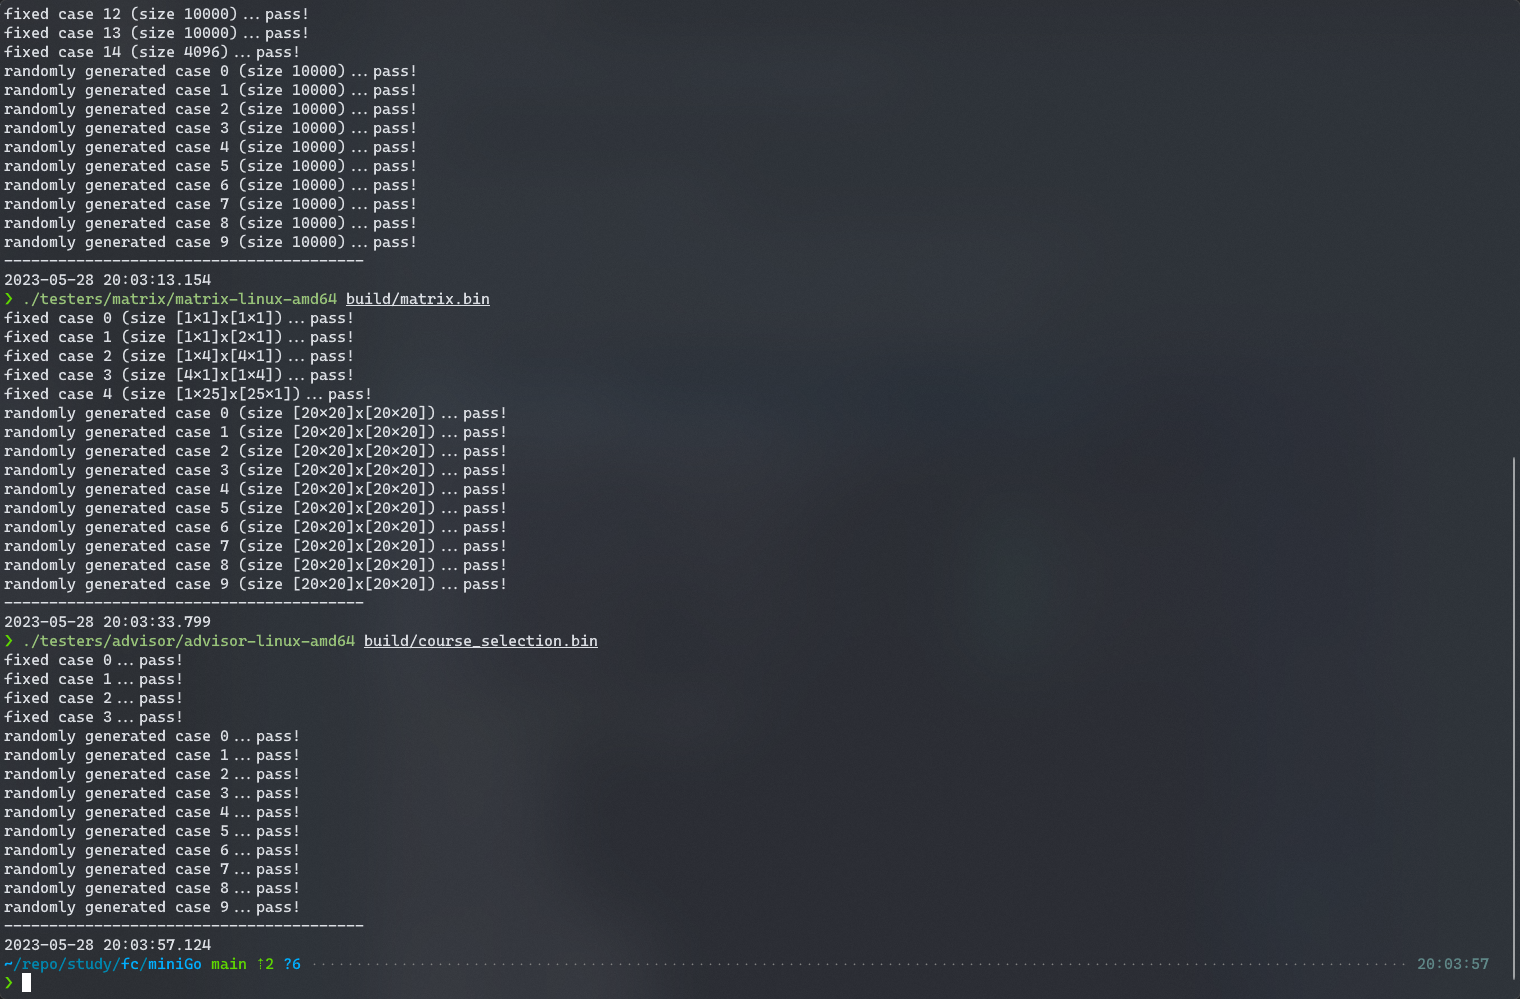 fixed case 12 (size 10000)...pass!
fixed case 13 (size 10000)...pass!
fixed case 14 (size 4096)...pass!
randomly generated case 0 (size 10000)...pass!
randomly generated case 1 (size 10000)...pass!
randomly generated case 2 (size 10000)...pass!
randomly generated case 3 (size 10000)...pass!
randomly generated case 4 (size 10000)...pass!
randomly generated case 5 (size 10000)...pass!
randomly generated case 6 (size 10000)...pass!
randomly generated case 7 (size 10000)...pass!
randomly generated case 8 (size 10000)...pass!
randomly generated case 9 (size 10000)...pass!
----------------------------------------
2023-05-28 20:03:13.154
❯ ./testers/matrix/matrix-linux-amd64 build/matrix.bin
fixed case 0 (size [1×1]x[1×1])...pass!
fixed case 1 (size [1×1]x[2×1])...pass!
fixed case 2 (size [1×4]x[4×1])...pass!
fixed case 3 (size [4×1]x[1×4])...pass!
fixed case 4 (size [1×25]x[25×1])...pass!
randomly generated case 0 (size [20×20]x[20×20])...pass!
randomly generated case 1 (size [20×20]x[20×20])...pass!
randomly generated case 2 (size [20×20]x[20×20])...pass!
randomly generated case 3 (size [20×20]x[20×20])...pass!
randomly generated case 4 (size [20×20]x[20×20])...pass!
randomly generated case 5 (size [20×20]x[20×20])...pass!
randomly generated case 6 (size [20×20]x[20×20])...pass!
randomly generated case 7 (size [20×20]x[20×20])...pass!
randomly generated case 8 (size [20×20]x[20×20])...pass!
randomly generated case 9 (size [20×20]x[20×20])...pass!
----------------------------------------
2023-05-28 20:03:33.799
❯ ./testers/advisor/advisor-linux-amd64 build/course_selection.bin
fixed case 0...pass!
fixed case 1...pass!
fixed case 2...pass!
fixed case 3...pass!
randomly generated case 0...pass!
randomly generated case 1...pass!
randomly generated case 2...pass!
randomly generated case 3...pass!
randomly generated case 4...pass!
randomly generated case 5...pass!
randomly generated case 6...pass!
randomly generated case 7...pass!
randomly generated case 8...pass!
randomly generated case 9...pass!
----------------------------------------
2023-05-28 20:03:57.124
~/repo/study/fc/miniGo main ⇡2 ?6 20:03:57
❯